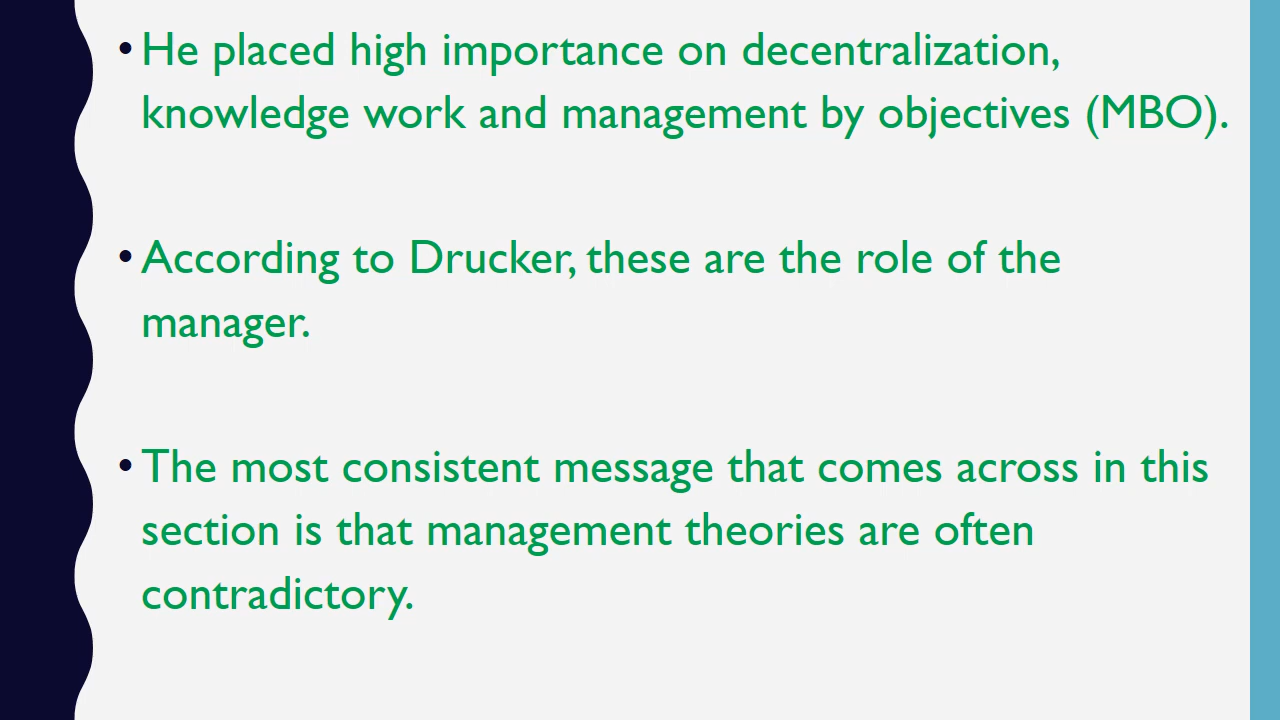 • He placed high importance on decentralization,
knowledge work and management by objectives (MBO).
• According to Drucker, these are the role of the
manager.
• The most consistent message that comes across in this
section is that management theories are often
contradictory.